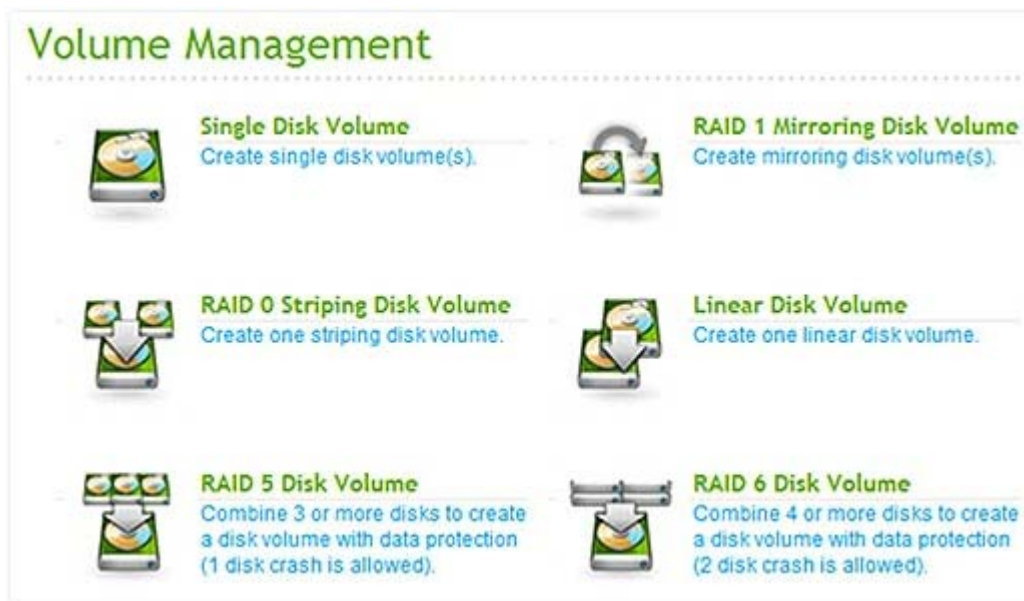 Volume Management
Single Disk Volume
Create single disk volume(s).
RAID 1 Mirroring Disk Volume
Create mirroring disk volume(s).
RAID 0 Striping Disk Volume
Create one striping disk volume.
Linear Disk Volume
Create one linear disk volume.
RAID 5 Disk Volume
Combine 3 or more disks to create
a disk volume with data protection
(1 disk crash is allowed).
RAID 6 Disk Volume
Combine 4 or more disks to create
a disk volume with data protection
(2 disk crash is allowed).